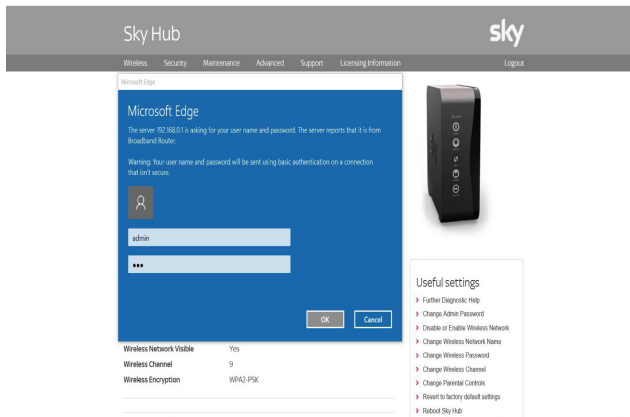 Sky Hub
sky
Wireless Security Maintenance Advanced Support Licensing Information Logout
Microsoft Edge
Microsoft Edge
The server 192.168.0.1 is asking for your user name and password. The server reports that it is from
Broadband Router.
Warning: Your user name and password will be sent using basic authentication on a connection
that isn't secure.
admin
•••
OK Cancel
Wireless Network Visible Yes
Wireless Channel 9
Wireless Encryption WPA2-PSK
Useful settings
Further Diagnostic Help
Change Admin Password
Disable or Enable Wireless Network
Change Wireless Network Name
Change Wireless Password
Change Wireless Channel
Change Parental Controls
Revert to factory default settings
Reboot Sky Hub